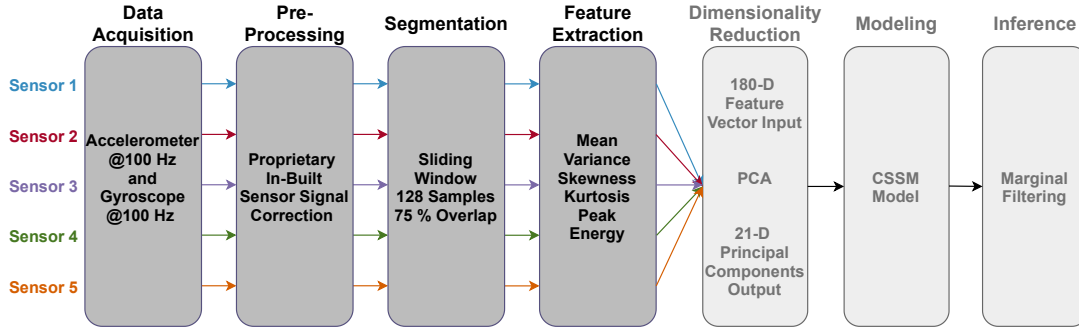 Data
Acquisition
Pre-
Processing
Segmentation
Feature
Extraction
Dimensionality
Reduction
Modeling
Inference
Sensor 1
Sensor 2
Sensor 3
Sensor 4
Sensor 5
Accelerometer
@100 Hz
and
Gyroscope
@100 Hz
Proprietary
In-Built
Sensor Signal
Correction
Sliding
Window
128 Samples
75 % Overlap
Mean
Variance
Skewness
Kurtosis
Peak
Energy
180-D
Feature
Vector Input
PCA
21-D
Principal
Components
Output
CSSM
Model
Marginal
Filtering